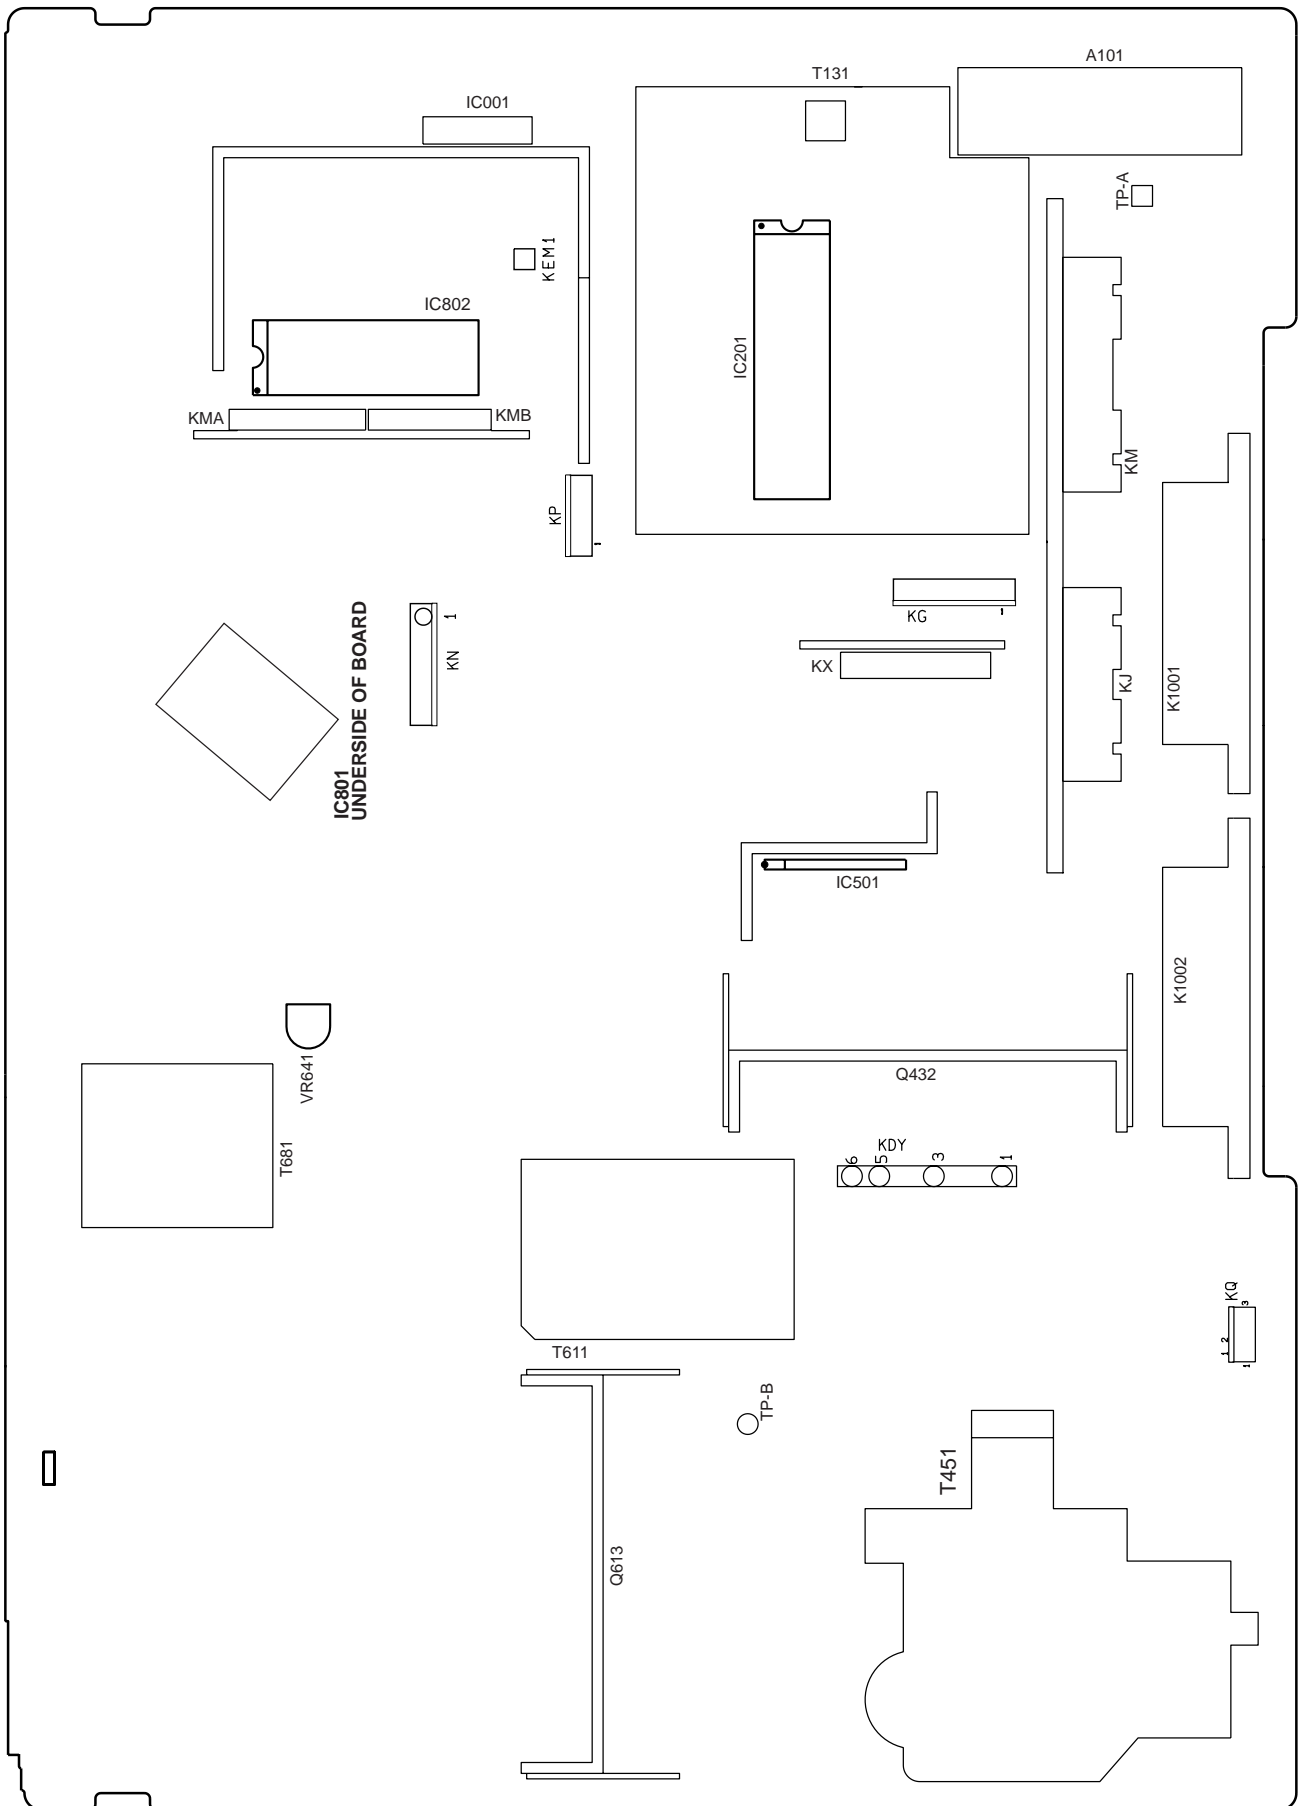 A101
T131
IC001
TP-A
KEM1
IC802
IC201
KMA
KMB
KM
KP
1
KG
1
KN
1
KX
KJ
K1001
IC801
UNDERSIDE OF BOARD
IC501
K1002
VR641
Q432
T681
KDY
6
5
3
1
KQ
3
1 2
1
T611
TP-B
T451
Q613